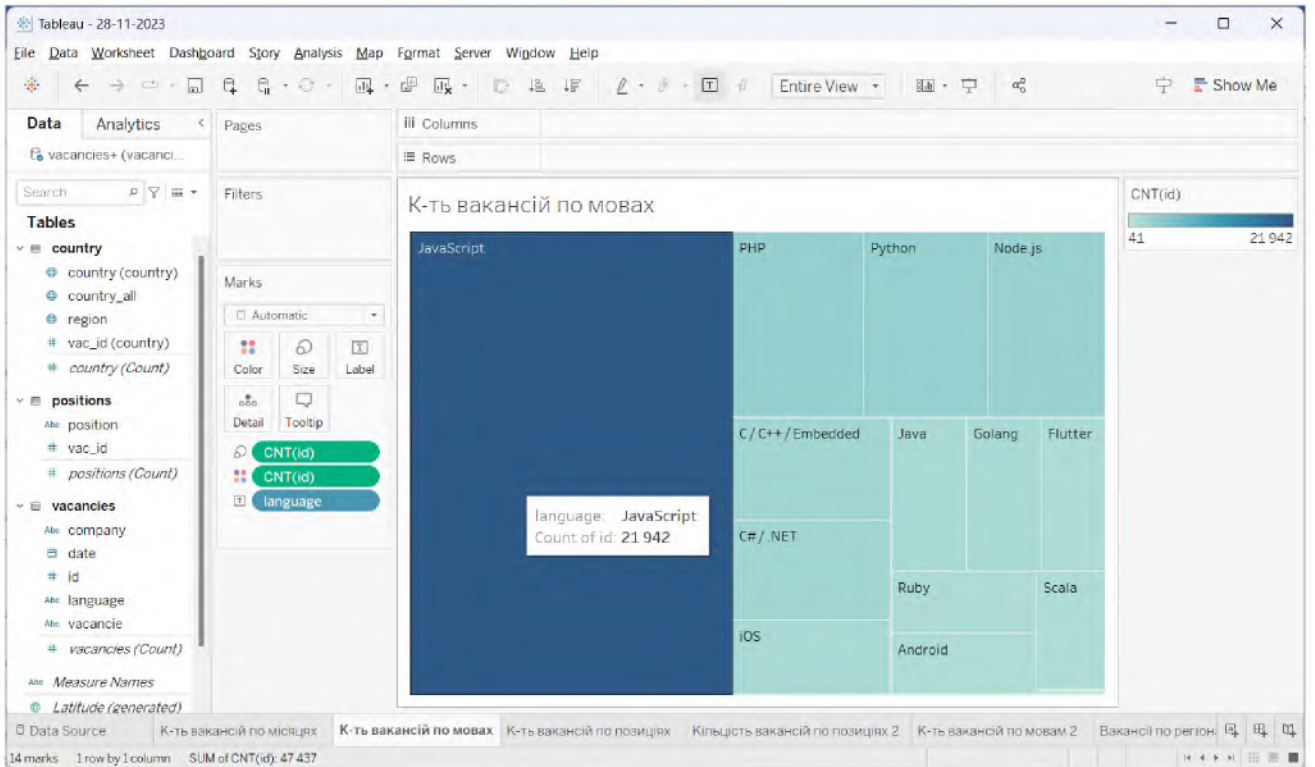 Tableau - 28-11-2023
File Data Worksheet Dashboard Story Analysis Map Format Server Window Help
Entire View
Show Me
Data Analytics
vacancies+ (vacanci...
Search
Tables
country
country (country)
country_all
region
vac_id (country)
country (Count)
positions
Abc position
vac_id
positions (Count)
vacancies
Abc company
date
id
Abc language
Abc vacancie
vacancies (Count)
Abc Measure Names
Latitude (generated)
Pages
Filters
Marks
Automatic
Color Size Label
Detail Tooltip
CNT(id)
CNT(id)
language
Columns
Rows
К-ть вакансій по мовах
JavaScript
PHP
Python
Node.js
C/C++/Embedded
Java
Golang
Flutter
C#/.NET
iOS
Ruby
Scala
Android
language: JavaScript
Count of id: 21 942
CNT(id)
41 21 942
Data Source К-ть вакансій по місяцях К-ть вакансій по мовах К-ть вакансій по позиціях Кількість вакансій по позиціях 2 К-ть вакансій по мовам 2 Вакансії по регіон
14 marks 1 row by 1 column SUM of CNT(id): 47 437